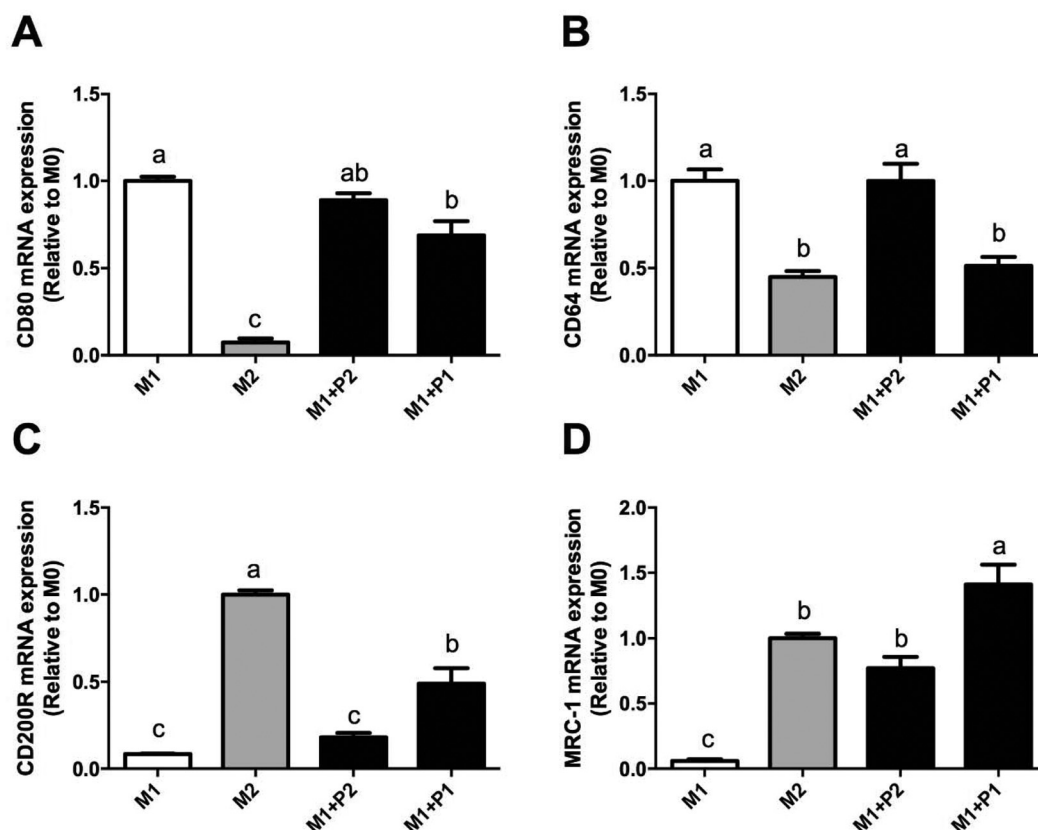 A
CD80 mRNA expression
(Relative to M0)
1.5
1.0
0.5
0.0
a
c
ab
b
M1
M2
M1+P2
M1+P1
B
CD64 mRNA expression
(Relative to M0)
1.5
1.0
0.5
0.0
a
b
a
b
M1
M2
M1+P2
M1+P1
C
CD200R mRNA expression
(Relative to M0)
1.5
1.0
0.5
0.0
c
a
c
b
M1
M2
M1+P2
M1+P1
D
MRC-1 mRNA expression
(Relative to M0)
2.0
1.5
1.0
0.5
0.0
c
b
b
a
M1
M2
M1+P2
M1+P1